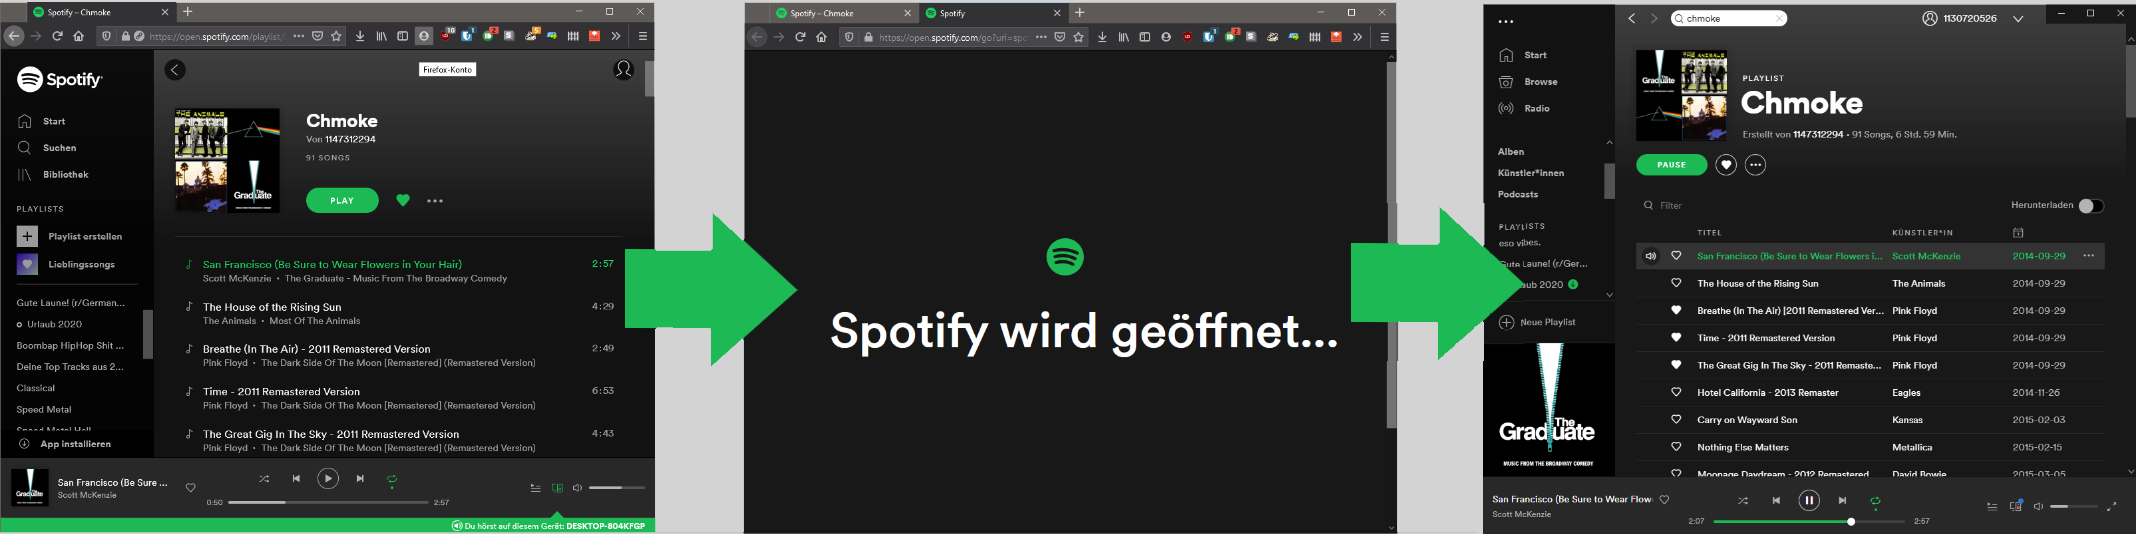 Spotify – Chmoke
https://open.spotify.com/playlist/
10
1
2
5
Firefox-Konto
Spotify
Start
Suchen
Bibliothek
PLAYLISTS
Playlist erstellen
Lieblingssongs
Gute Laune! (r/German...
Urlaub 2020
Boombap HipHop Shit ...
Deine Top Tracks aus 2...
Classical
Speed Metal
Speed Metal Hell
App installieren
THE ANIMALS
The Graduate
Chmoke
Von 1147312294
91 SONGS
PLAY
San Francisco (Be Sure to Wear Flowers in Your Hair)
2:57
Scott McKenzie • The Graduate - Music From The Broadway Comedy
The House of the Rising Sun
4:29
The Animals • Most Of The Animals
Breathe (In The Air) - 2011 Remastered Version
2:49
Pink Floyd • The Dark Side Of The Moon [Remastered] (Remastered Version)
Time - 2011 Remastered Version
6:53
Pink Floyd • The Dark Side Of The Moon [Remastered] (Remastered Version)
The Great Gig In The Sky - 2011 Remastered Version
4:43
Pink Floyd • The Dark Side Of The Moon [Remastered] (Remastered Version)
San Francisco (Be Sure ...
Scott McKenzie
0:50
2:57
Du hörst auf diesem Gerät: DESKTOP-804KFGP
Spotify – Chmoke
Spotify
https://open.spotify.com/go?uri=spo
1
2
Spotify wird geöffnet...
chmoke
1130720526
Start
Browse
Radio
Alben
Künstler*innen
Podcasts
PLAYLISTS
eso vibes.
Gute Laune! (r/Ger...
aub 2020
Neue Playlist
The Graduate
MUSIC FROM THE BROADWAY COMEDY
The Graduate
PLAYLIST
Chmoke
Erstellt von 1147312294 • 91 Songs, 6 Std. 59 Min.
PAUSE
Filter
Herunterladen
TITEL
KÜNSTLER*IN
San Francisco (Be Sure to Wear Flowers i... Scott McKenzie 2014-09-29
The House of the Rising Sun The Animals 2014-09-29
Breathe (In The Air) [2011 Remastered Ver... Pink Floyd 2014-09-29
Time - 2011 Remastered Version Pink Floyd 2014-09-29
The Great Gig In The Sky - 2011 Remaste... Pink Floyd 2014-09-29
Hotel California - 2013 Remaster Eagles 2014-11-26
Carry on Wayward Son Kansas 2015-02-03
Nothing Else Matters Metallica 2015-02-15
Moonage Daydream - 2012 Remastered David Bowie 2015-03-05
San Francisco (Be Sure to Wear Flow
Scott McKenzie
2:07
2:57